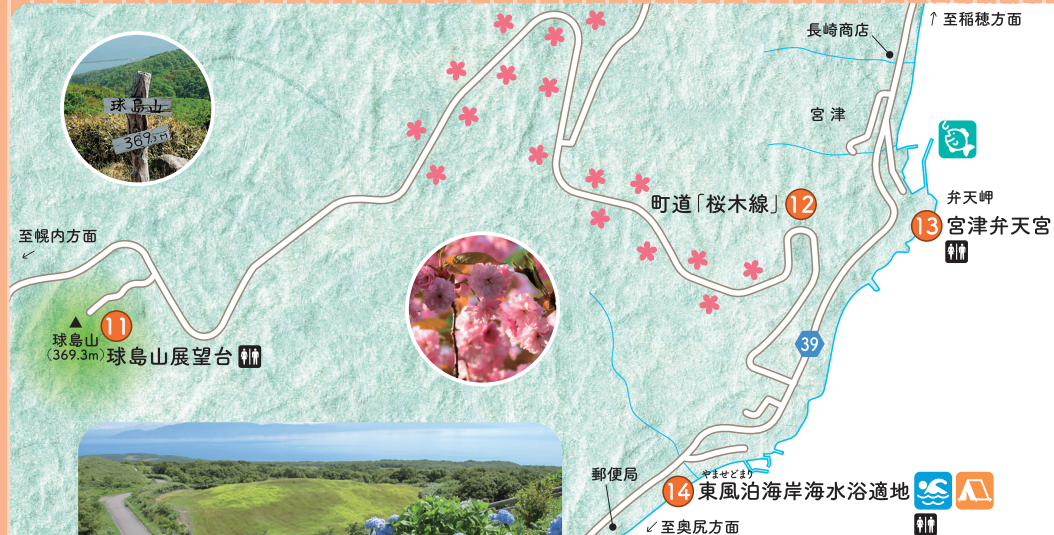 ↑ 至稲穂方面
長崎商店
球島山
369.3m
宮津
弁天岬
町道「桜木線」 12
13 宮津弁天宮
至幌内方面
↙
11
▲
球島山
(369.3m)
球島山展望台
39
郵便局
やませどまり
14 東風泊海岸海水浴適地
↙ 至奥尻方面